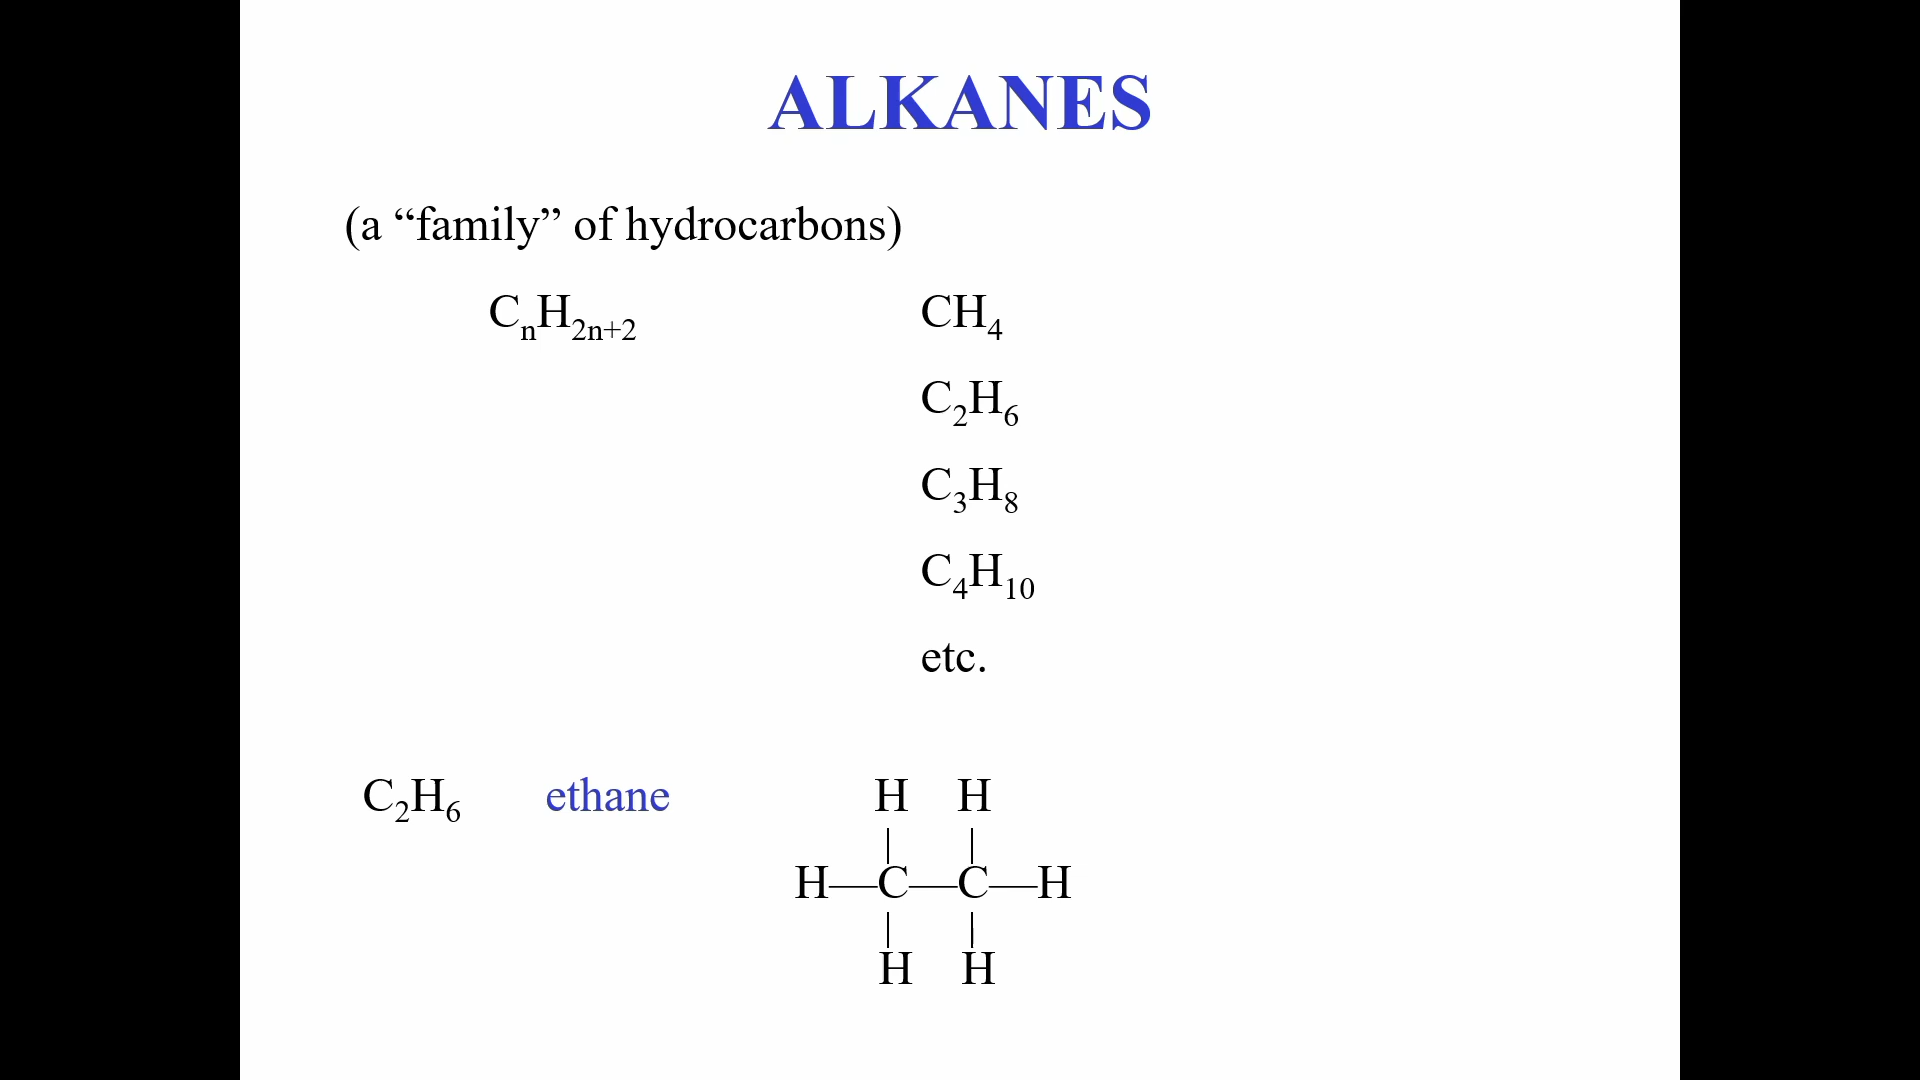 ALKANES
(a “family” of hydrocarbons)
CₙH₂ₙ₊₂ CH₄
C₂H₆
C₃H₈
C₄H₁₀
etc.
C₂H₆ ethane H H
H—C—C—H
H H